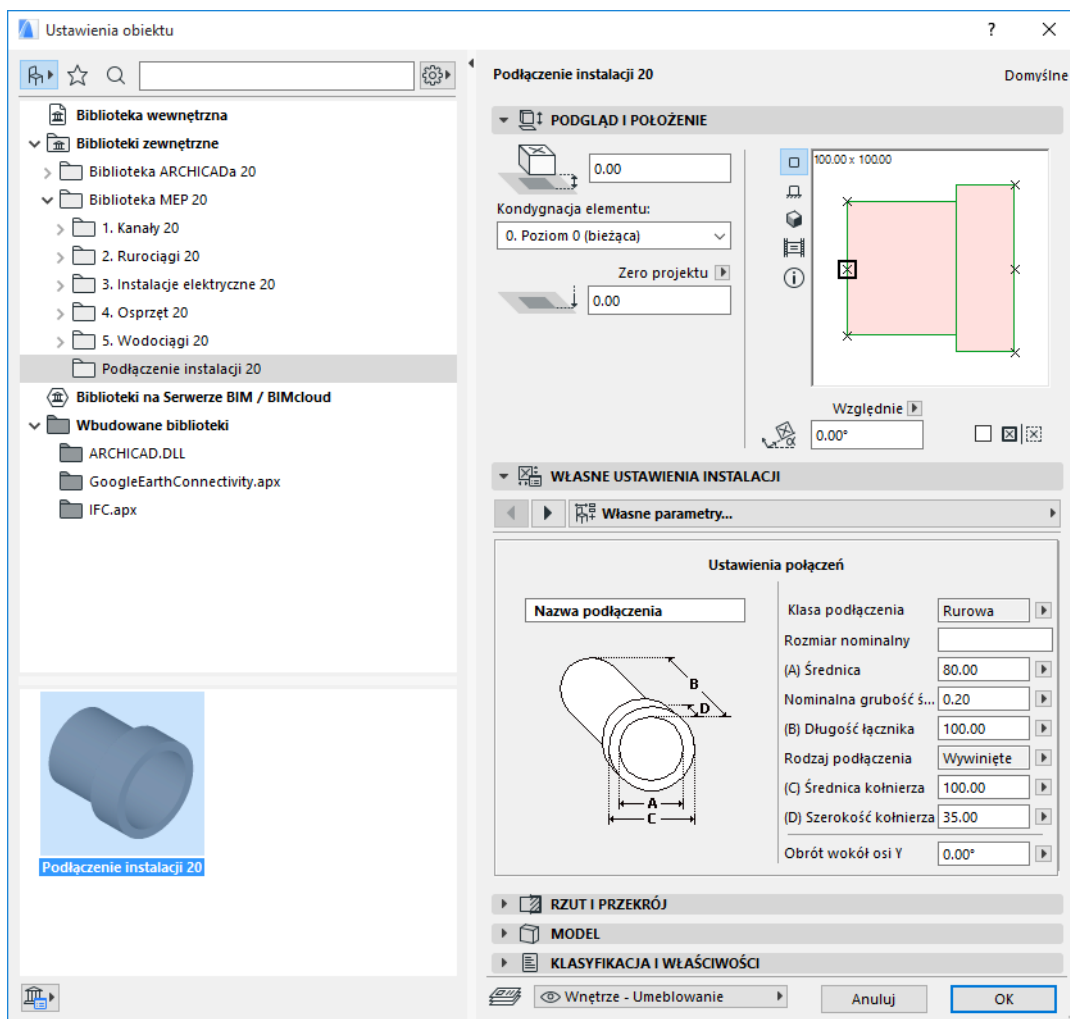 Ustawienia obiektu
?
Biblioteka wewnętrzna
Biblioteki zewnętrzne
Biblioteka ARCHICADa 20
Biblioteka MEP 20
1. Kanały 20
2. Rurociągi 20
3. Instalacje elektryczne 20
4. Osprzęt 20
5. Wodociągi 20
Podłączenie instalacji 20
Biblioteki na Serwerze BIM / BIMcloud
Wbudowane biblioteki
ARCHICAD.DLL
GoogleEarthConnectivity.apx
IFC.apx
Podłączenie instalacji 20
Podłączenie instalacji 20
Domyślne
PODGLĄD I POŁOŻENIE
0.00
Kondygnacja elementu:
0. Poziom 0 (bieżąca)
Zero projektu
0.00
100.00 x 100.00
Względnie
α
0.00°
WŁASNE USTAWIENIA INSTALACJI
Własne parametry...
Ustawienia połączeń
Nazwa podłączenia
B
D
A
C
Klasa podłączenia Rurowa
Rozmiar nominalny
(A) Średnica 80.00
Nominalna grubość ś... 0.20
(B) Długość łącznika 100.00
Rodzaj podłączenia Wywinięte
(C) Średnica kołnierza 100.00
(D) Szerokość kołnierza 35.00
Obrót wokół osi Y 0.00°
RZUT I PRZEKRÓJ
MODEL
KLASYFIKACJA I WŁAŚCIWOŚCI
Wnętrze - Umeblowanie
Anuluj
OK